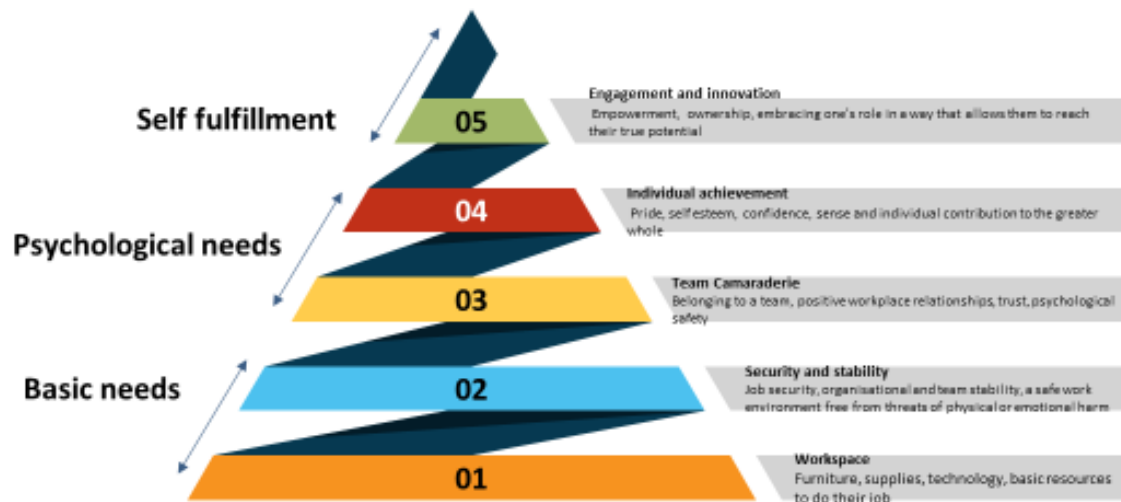 Self fulfillment
05
Engagement and innovation
Empowerment, ownership, embracing one's role in a way that allows them to reach
their true potential
Psychological needs
04
Individual achievement
Pride, self esteem, confidence, sense and individual contribution to the greater
whole
03
Team Camaraderie
Belonging to a team, positive workplace relationships, trust, psychological
safety
Basic needs
02
Security and stability
Job security, organisational and team stability, a safe work
environment free from threats of physical or emotional harm
01
Workspace
Furniture, supplies, technology, basic resources
to do their job